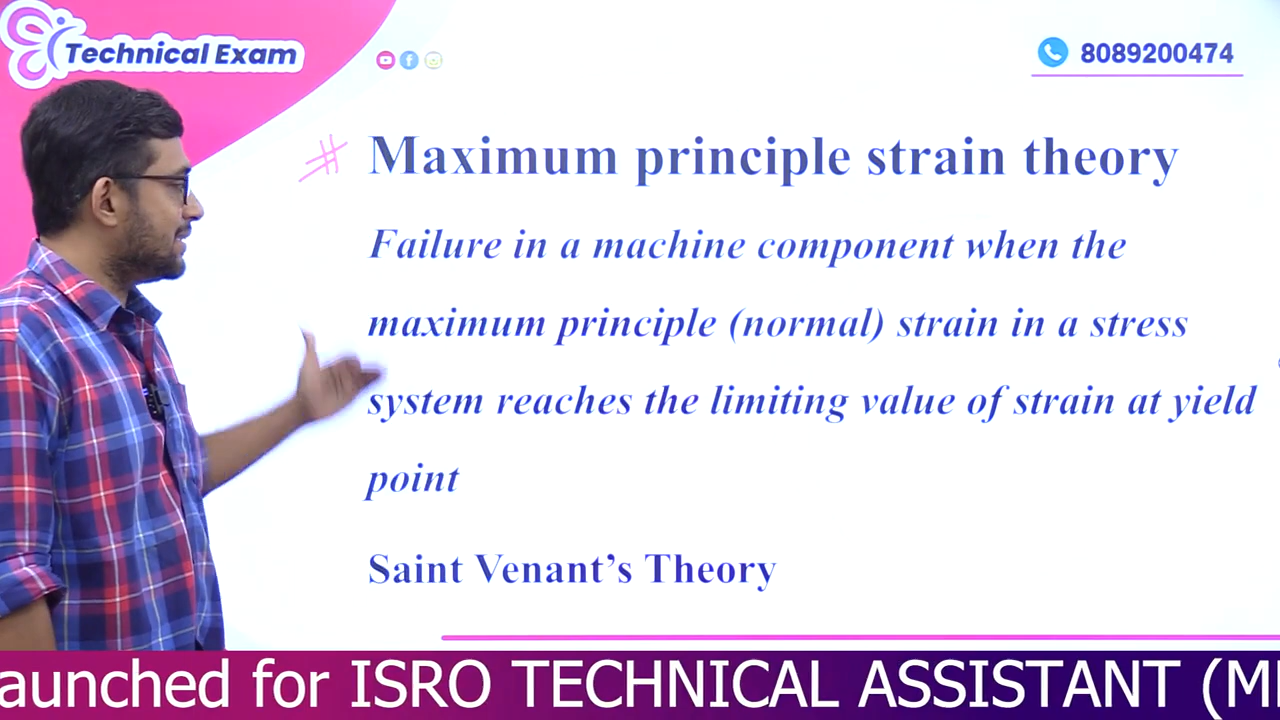 Technical Exam
8089200474
# Maximum principle strain theory
Failure in a machine component when the
maximum principle (normal) strain in a stress
system reaches the limiting value of strain at yield
point
Saint Venant's Theory
aunched for ISRO TECHNICAL ASSISTANT (M